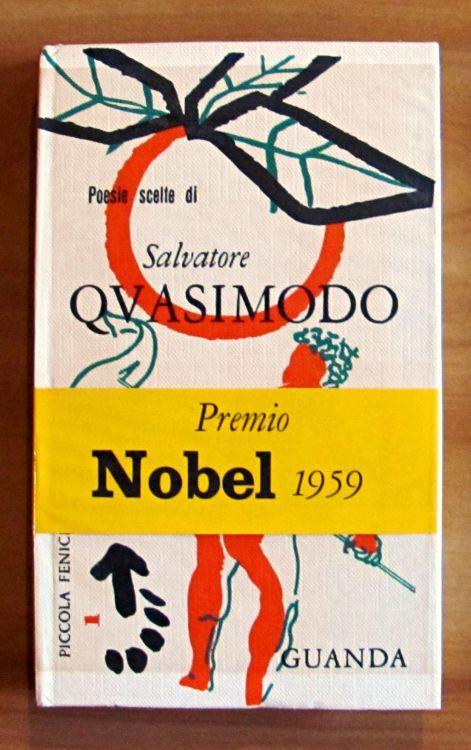 Poesie scelte di
Salvatore
QVASIMODO
Premio
Nobel 1959
PICCOLA FENICE
1
GUANDA